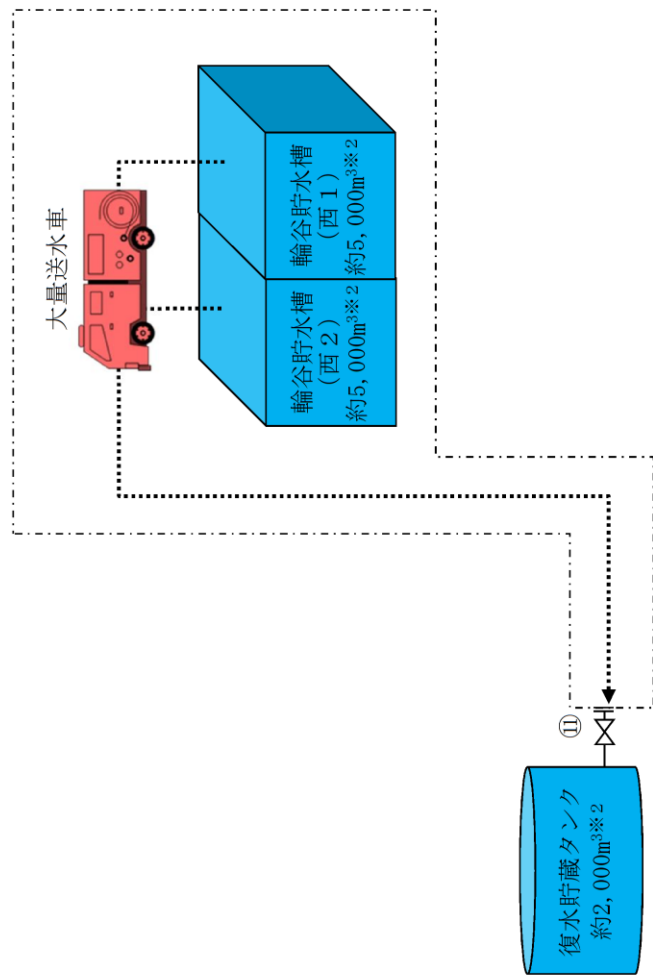 大量送水車
輪谷貯水槽
（西１）
約5,000m³※2
輪谷貯水槽
（西２）
約5,000m³※2
⑪
復水貯蔵タンク
約2,000m³※2